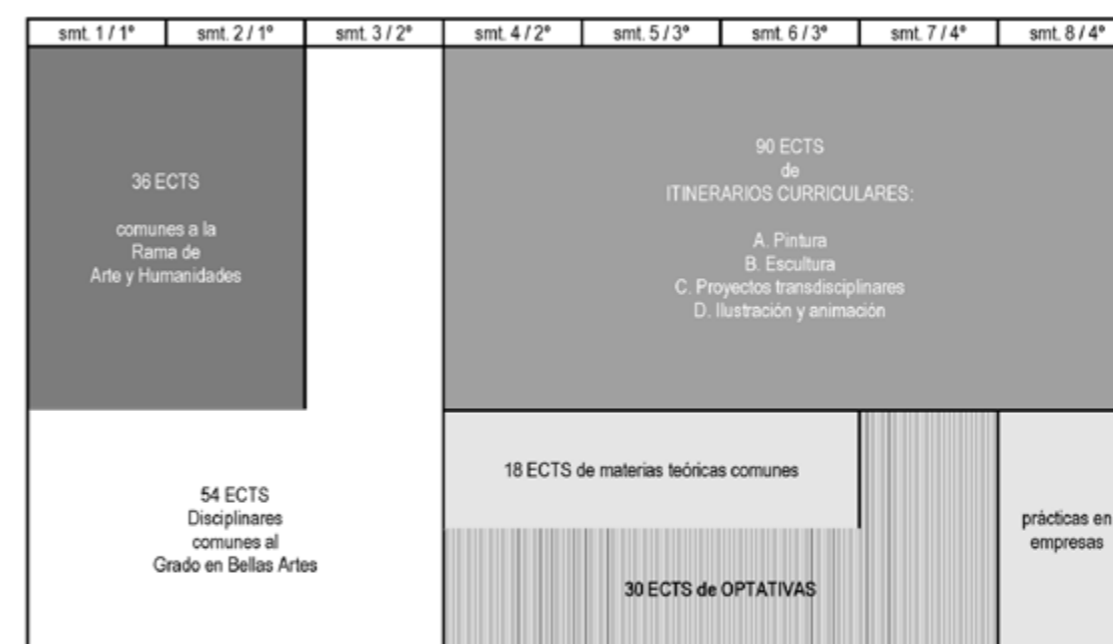 smt. 1 / 1º
smt. 2 / 1º
smt. 3 / 2º
smt. 4 / 2º
smt. 5 / 3º
smt. 6 / 3º
smt. 7 / 4º
smt. 8 / 4º
36 ECTS
comunes a la
Rama de
Arte y Humanidades
90 ECTS
de
ITINERARIOS CURRICULARES:
A. Pintura
B. Escultura
C. Proyectos transdisciplinares
D. Ilustración y animación
54 ECTS
Disciplinares
comunes al
Grado en Bellas Artes
18 ECTS de materias teóricas comunes
30 ECTS de OPTATIVAS
prácticas en
empresas